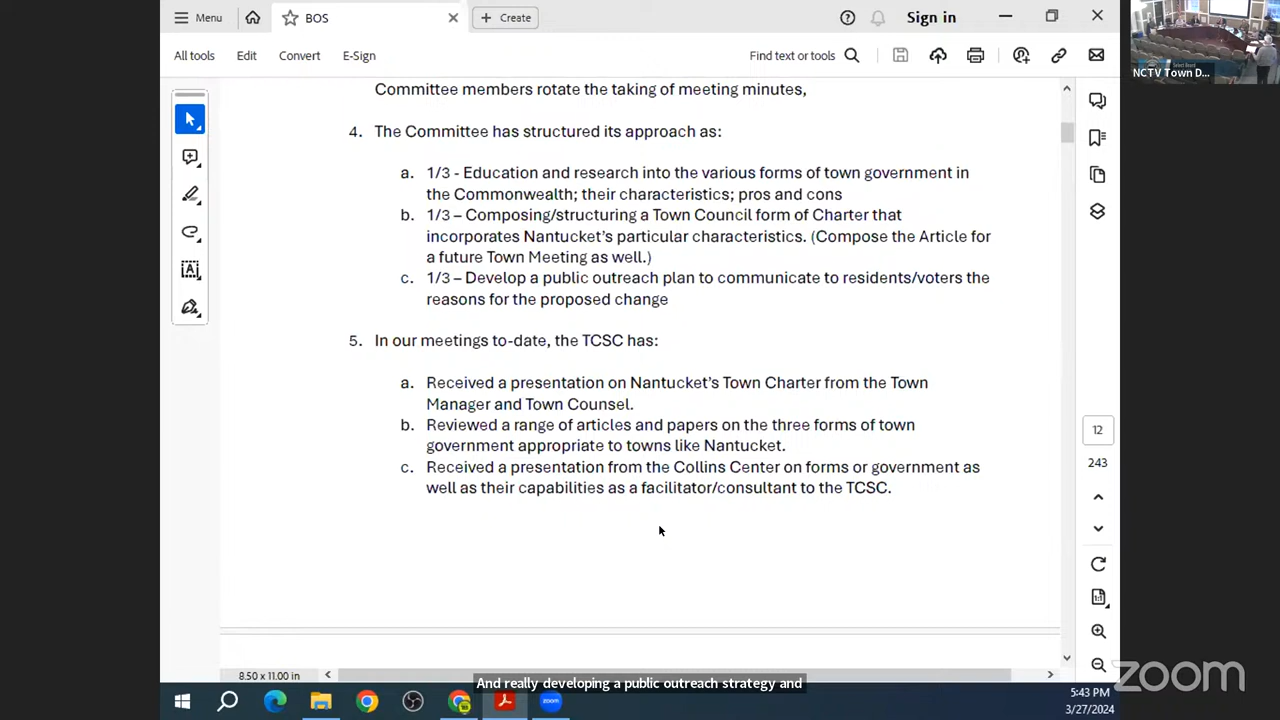 Menu
BOS
Create
Sign in
All tools
Edit
Convert
E-Sign
Find text or tools
NCTV Town D...
Committee members rotate the taking of meeting minutes,
4. The Committee has structured its approach as:
a. 1/3 - Education and research into the various forms of town government in
the Commonwealth; their characteristics; pros and cons
b. 1/3 – Composing/structuring a Town Council form of Charter that
incorporates Nantucket's particular characteristics. (Compose the Article for
a future Town Meeting as well.)
c. 1/3 – Develop a public outreach plan to communicate to residents/voters the
reasons for the proposed change
5. In our meetings to-date, the TCSC has:
a. Received a presentation on Nantucket's Town Charter from the Town
Manager and Town Counsel.
b. Reviewed a range of articles and papers on the three forms of town
government appropriate to towns like Nantucket.
c. Received a presentation from the Collins Center on forms or government as
well as their capabilities as a facilitator/consultant to the TCSC.
12
243
8.50 x 11.00 in
And really developing a public outreach strategy and
zoom
zoom
5:43 PM
3/27/2024